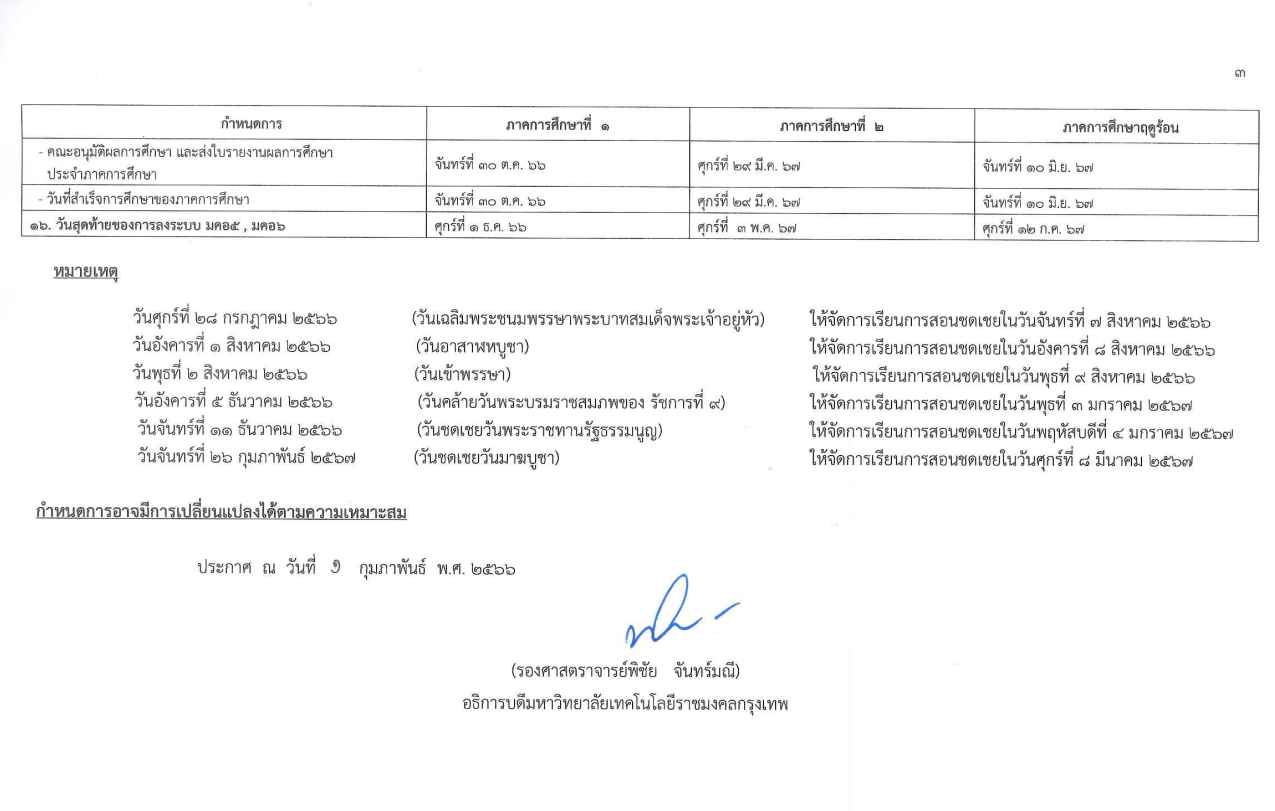 ๓
กำหนดการ ภาคการศึกษาที่ ๑ ภาคการศึกษาที่ ๒ ภาคการศึกษาฤดูร้อน
- คณะอนุมัติผลการศึกษา และส่งใบรายงานผลการศึกษา
ประจำภาคการศึกษา จันทร์ที่ ๓๐ ต.ค. ๖๖ ศุกร์ที่ ๒๙ มี.ค. ๖๗ จันทร์ที่ ๑๐ มิ.ย. ๖๗
- วันที่สำเร็จการศึกษาของภาคการศึกษา จันทร์ที่ ๓๐ ต.ค. ๖๖ ศุกร์ที่ ๒๙ มี.ค. ๖๗ จันทร์ที่ ๑๐ มิ.ย. ๖๗
๑๖. วันสุดท้ายของการลงระบบ มคอ๕ , มคอ๖ ศุกร์ที่ ๑ ธ.ค. ๖๖ ศุกร์ที่ ๓ พ.ค. ๖๗ ศุกร์ที่ ๑๒ ก.ค. ๖๗
หมายเหตุ
วันศุกร์ที่ ๒๘ กรกฎาคม ๒๕๖๖ (วันเฉลิมพระชนมพรรษาพระบาทสมเด็จพระเจ้าอยู่หัว) ให้จัดการเรียนการสอนชดเชยในวันจันทร์ที่ ๗ สิงหาคม ๒๕๖๖
วันอังคารที่ ๑ สิงหาคม ๒๕๖๖ (วันอาสาฬหบูชา) ให้จัดการเรียนการสอนชดเชยในวันอังคารที่ ๘ สิงหาคม ๒๕๖๖
วันพุธที่ ๒ สิงหาคม ๒๕๖๖ (วันเข้าพรรษา) ให้จัดการเรียนการสอนชดเชยในวันพุธที่ ๙ สิงหาคม ๒๕๖๖
วันอังคารที่ ๕ ธันวาคม ๒๕๖๖ (วันคล้ายวันพระบรมราชสมภพของ รัชการที่ ๙) ให้จัดการเรียนการสอนชดเชยในวันพุธที่ ๓ มกราคม ๒๕๖๗
วันจันทร์ที่ ๑๑ ธันวาคม ๒๕๖๖ (วันชดเชยวันพระราชทานรัฐธรรมนูญ) ให้จัดการเรียนการสอนชดเชยในวันพฤหัสบดีที่ ๔ มกราคม ๒๕๖๗
วันจันทร์ที่ ๒๖ กุมภาพันธ์ ๒๕๖๗ (วันชดเชยวันมาฆบูชา) ให้จัดการเรียนการสอนชดเชยในวันศุกร์ที่ ๘ มีนาคม ๒๕๖๗
กำหนดการอาจมีการเปลี่ยนแปลงได้ตามความเหมาะสม
ประกาศ ณ วันที่ กุมภาพันธ์ พ.ศ. ๒๕๖๖
(รองศาสตราจารย์พิชัย จันทร์มณี)
อธิการบดีมหาวิทยาลัยเทคโนโลยีราชมงคลกรุงเทพ